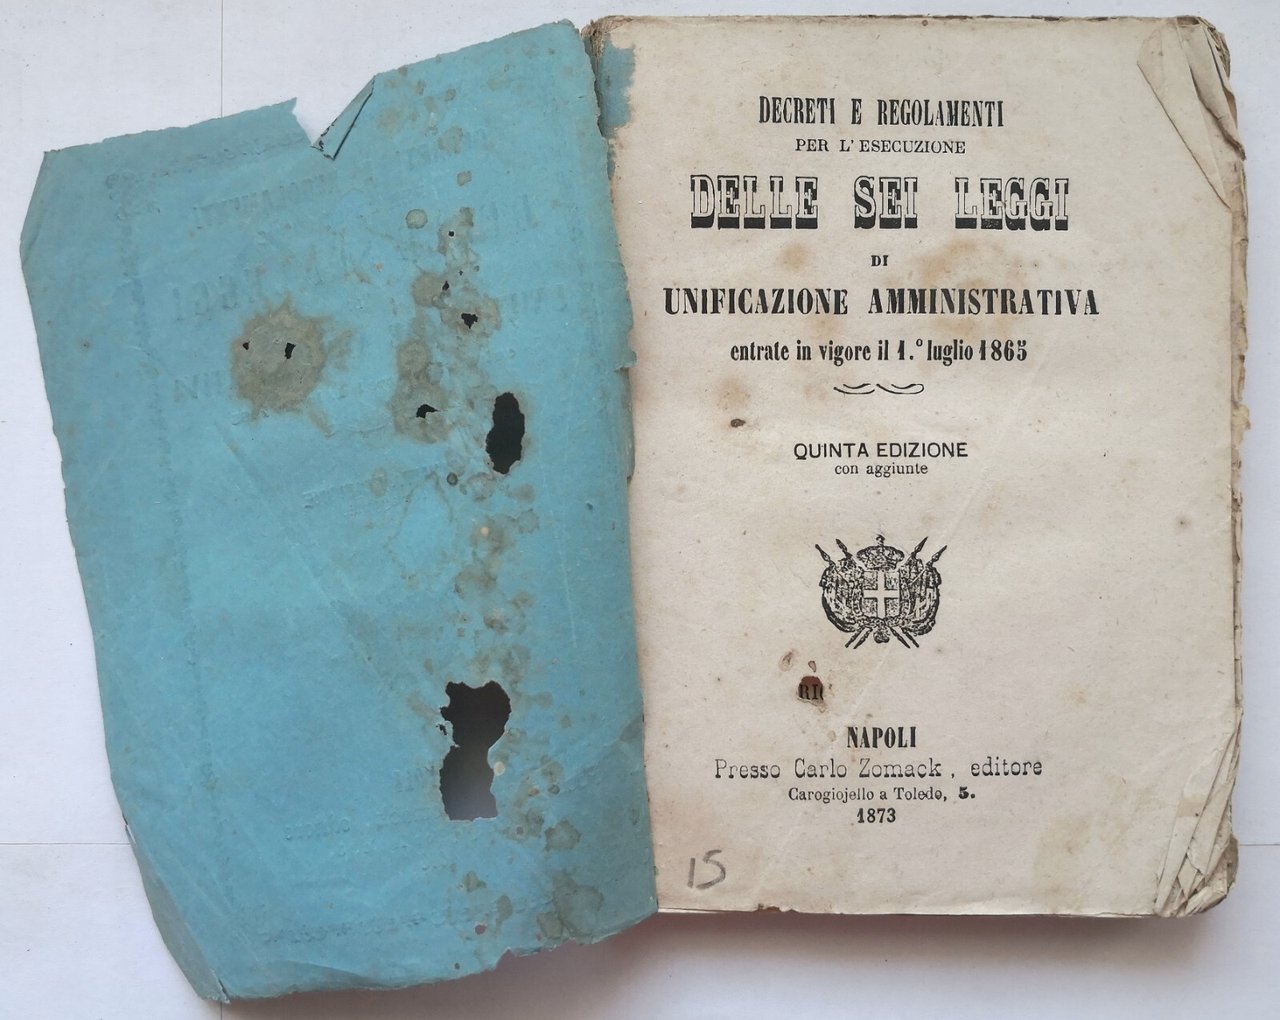 DECRETI E REGOLAMENTI
PER L'ESECUZIONE
DELLE SEI LEGGI
DI
UNIFICAZIONE AMMINISTRATIVA
entrate in vigore il 1.º luglio 1865
QUINTA EDIZIONE
con aggiunte
RI
NAPOLI
Presso Carlo Zomack, editore
Carogiojello a Toledo, 5.
1873
15